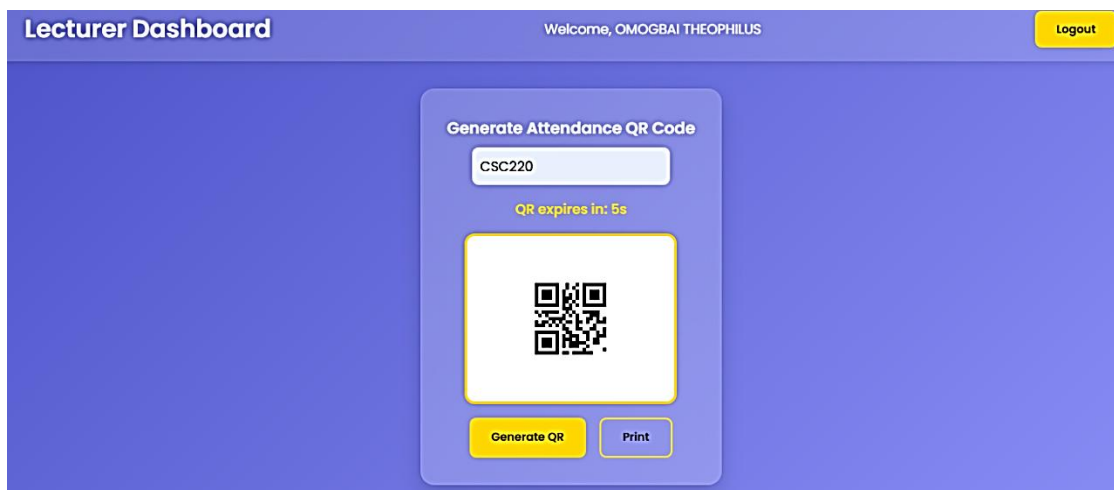 Lecturer Dashboard
Welcome, OMOGBAI THEOPHILUS
Logout
Generate Attendance QR Code
CSC220
QR expires in: 5s
Generate QR
Print